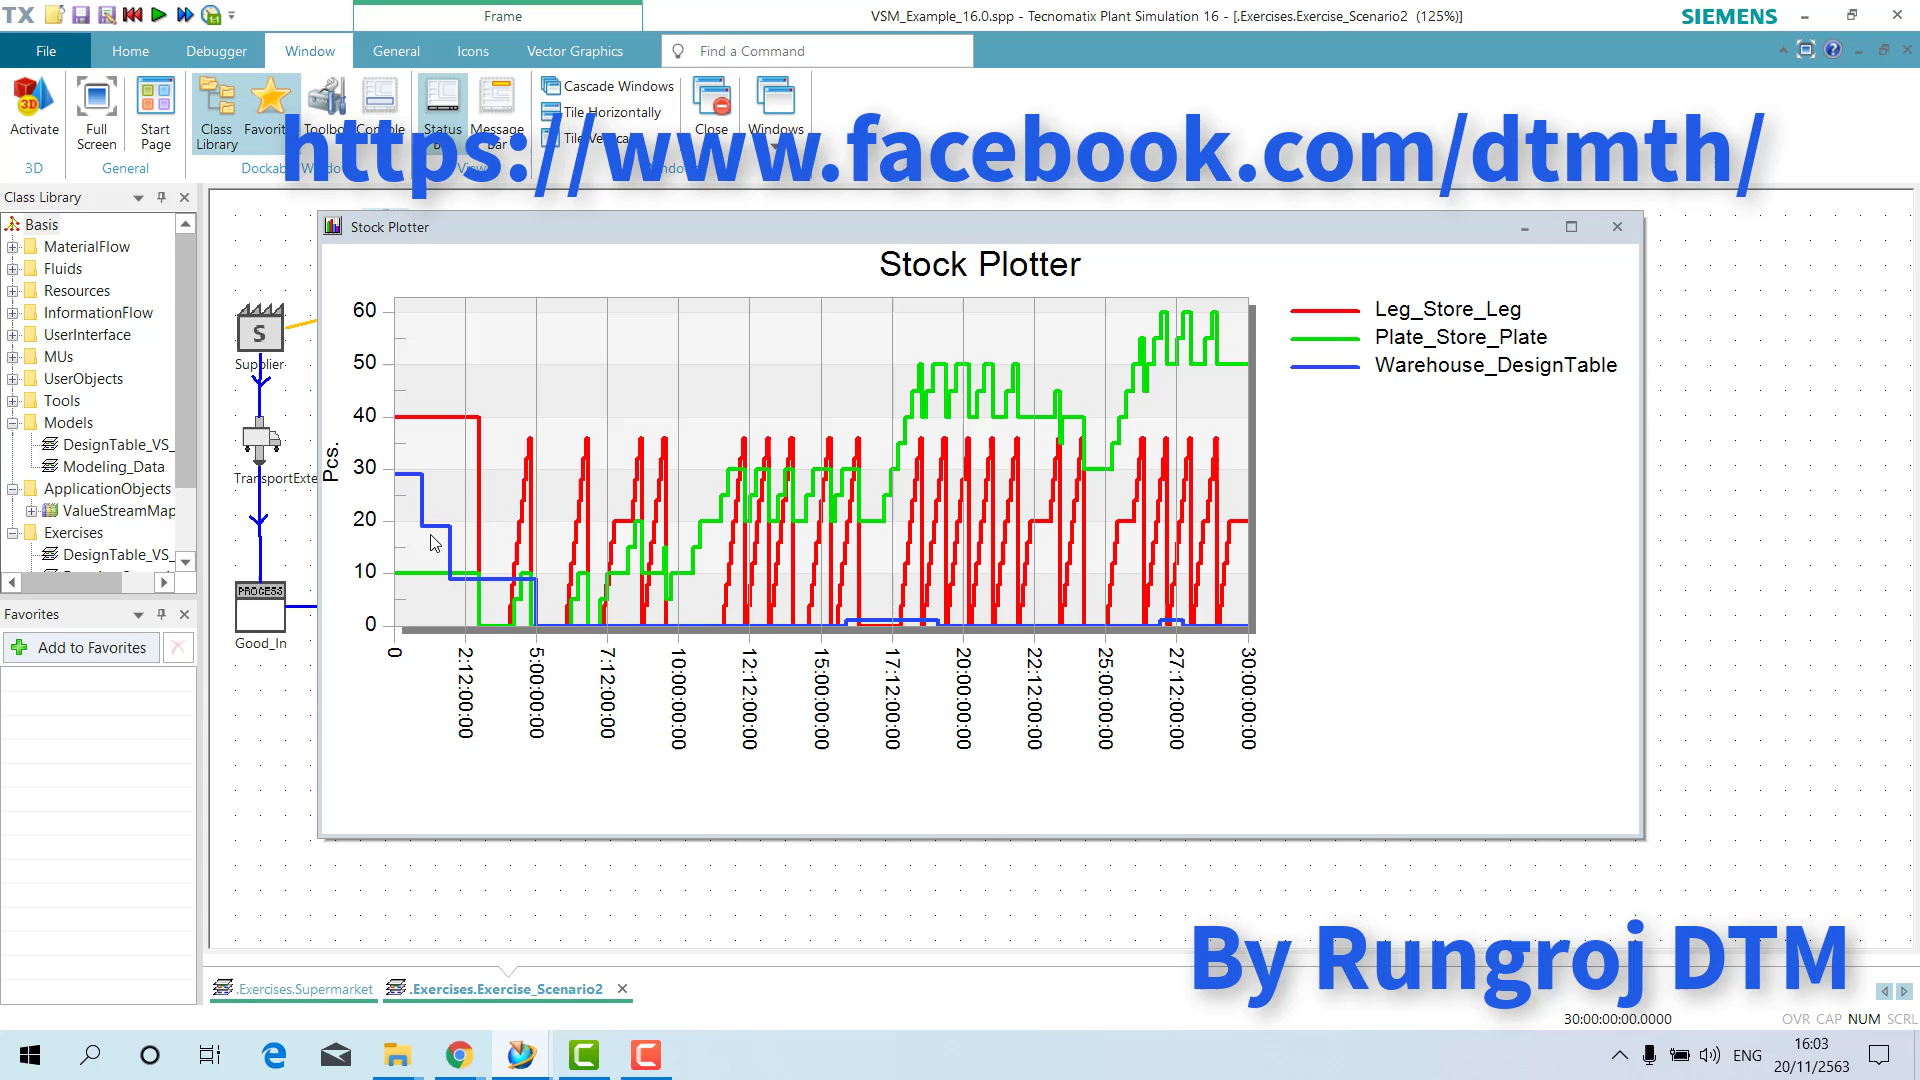 TX
Frame
VSM_Example_16.0.spp - Tecnomatix Plant Simulation 16 - [.Exercises.Exercise_Scenario2 (125%)]
SIEMENS
File
Home
Debugger
Window
General
Icons
Vector Graphics
Find a Command
Activate
Full Screen
Start Page
Class Library
Favorit
Status
Message Bar
Cascade Windows
Tile Horizontally
Close
Windows
3D
General
https://www.facebook.com/dtmth/
Class Library
Basis
MaterialFlow
Fluids
Resources
InformationFlow
UserInterface
MUs
UserObjects
Tools
Models
DesignTable_VS_
Modeling_Data
ApplicationObjects
ValueStreamMap
Exercises
DesignTable_VS_
Favorites
Add to Favorites
S
Supplier
TransportExte
PROCESS
Good_In
Stock Plotter
Stock Plotter
Pcs.
60
50
40
30
20
10
0
0
2:12:00:00
5:00:00:00
7:12:00:00
10:00:00:00
12:12:00:00
15:00:00:00
17:12:00:00
20:00:00:00
22:12:00:00
25:00:00:00
27:12:00:00
30:00:00:00
Leg_Store_Leg
Plate_Store_Plate
Warehouse_DesignTable
By Rungroj DTM
.Exercises.Supermarket
.Exercises.Exercise_Scenario2
30:00:00:00.0000
OVR CAP NUM SCRL
ENG
16:03
20/11/2563